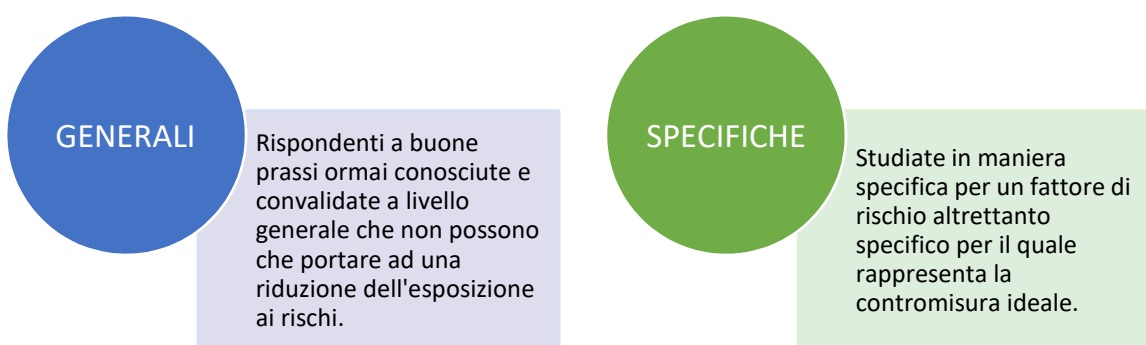 GENERALI
Rispondenti a buone
prassi ormai conosciute e
convalidate a livello
generale che non possono
che portare ad una
riduzione dell'esposizione
ai rischi.
SPECIFICHE
Studiate in maniera
specifica per un fattore di
rischio altrettanto
specifico per il quale
rappresenta la
contromisura ideale.